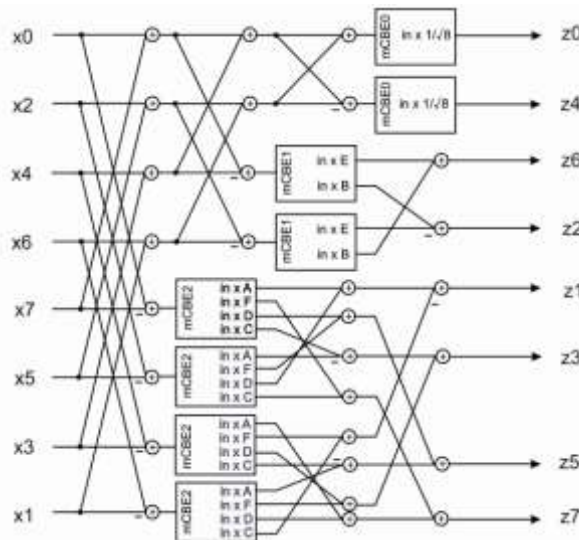 x0
x2
x4
x6
x7
x5
x3
x1
mCBE0
in x 1/√8
mCBE0
in x 1/√8
mCBE1
in x E
in x B
mCBE1
in x E
in x B
mCBE2
in x A
in x F
in x D
in x C
mCBE2
in x A
in x F
in x D
in x C
mCBE2
in x A
in x F
in x D
in x C
mCBE2
in x A
in x F
in x D
in x C
z0
z4
z6
z2
z1
z3
z5
z7